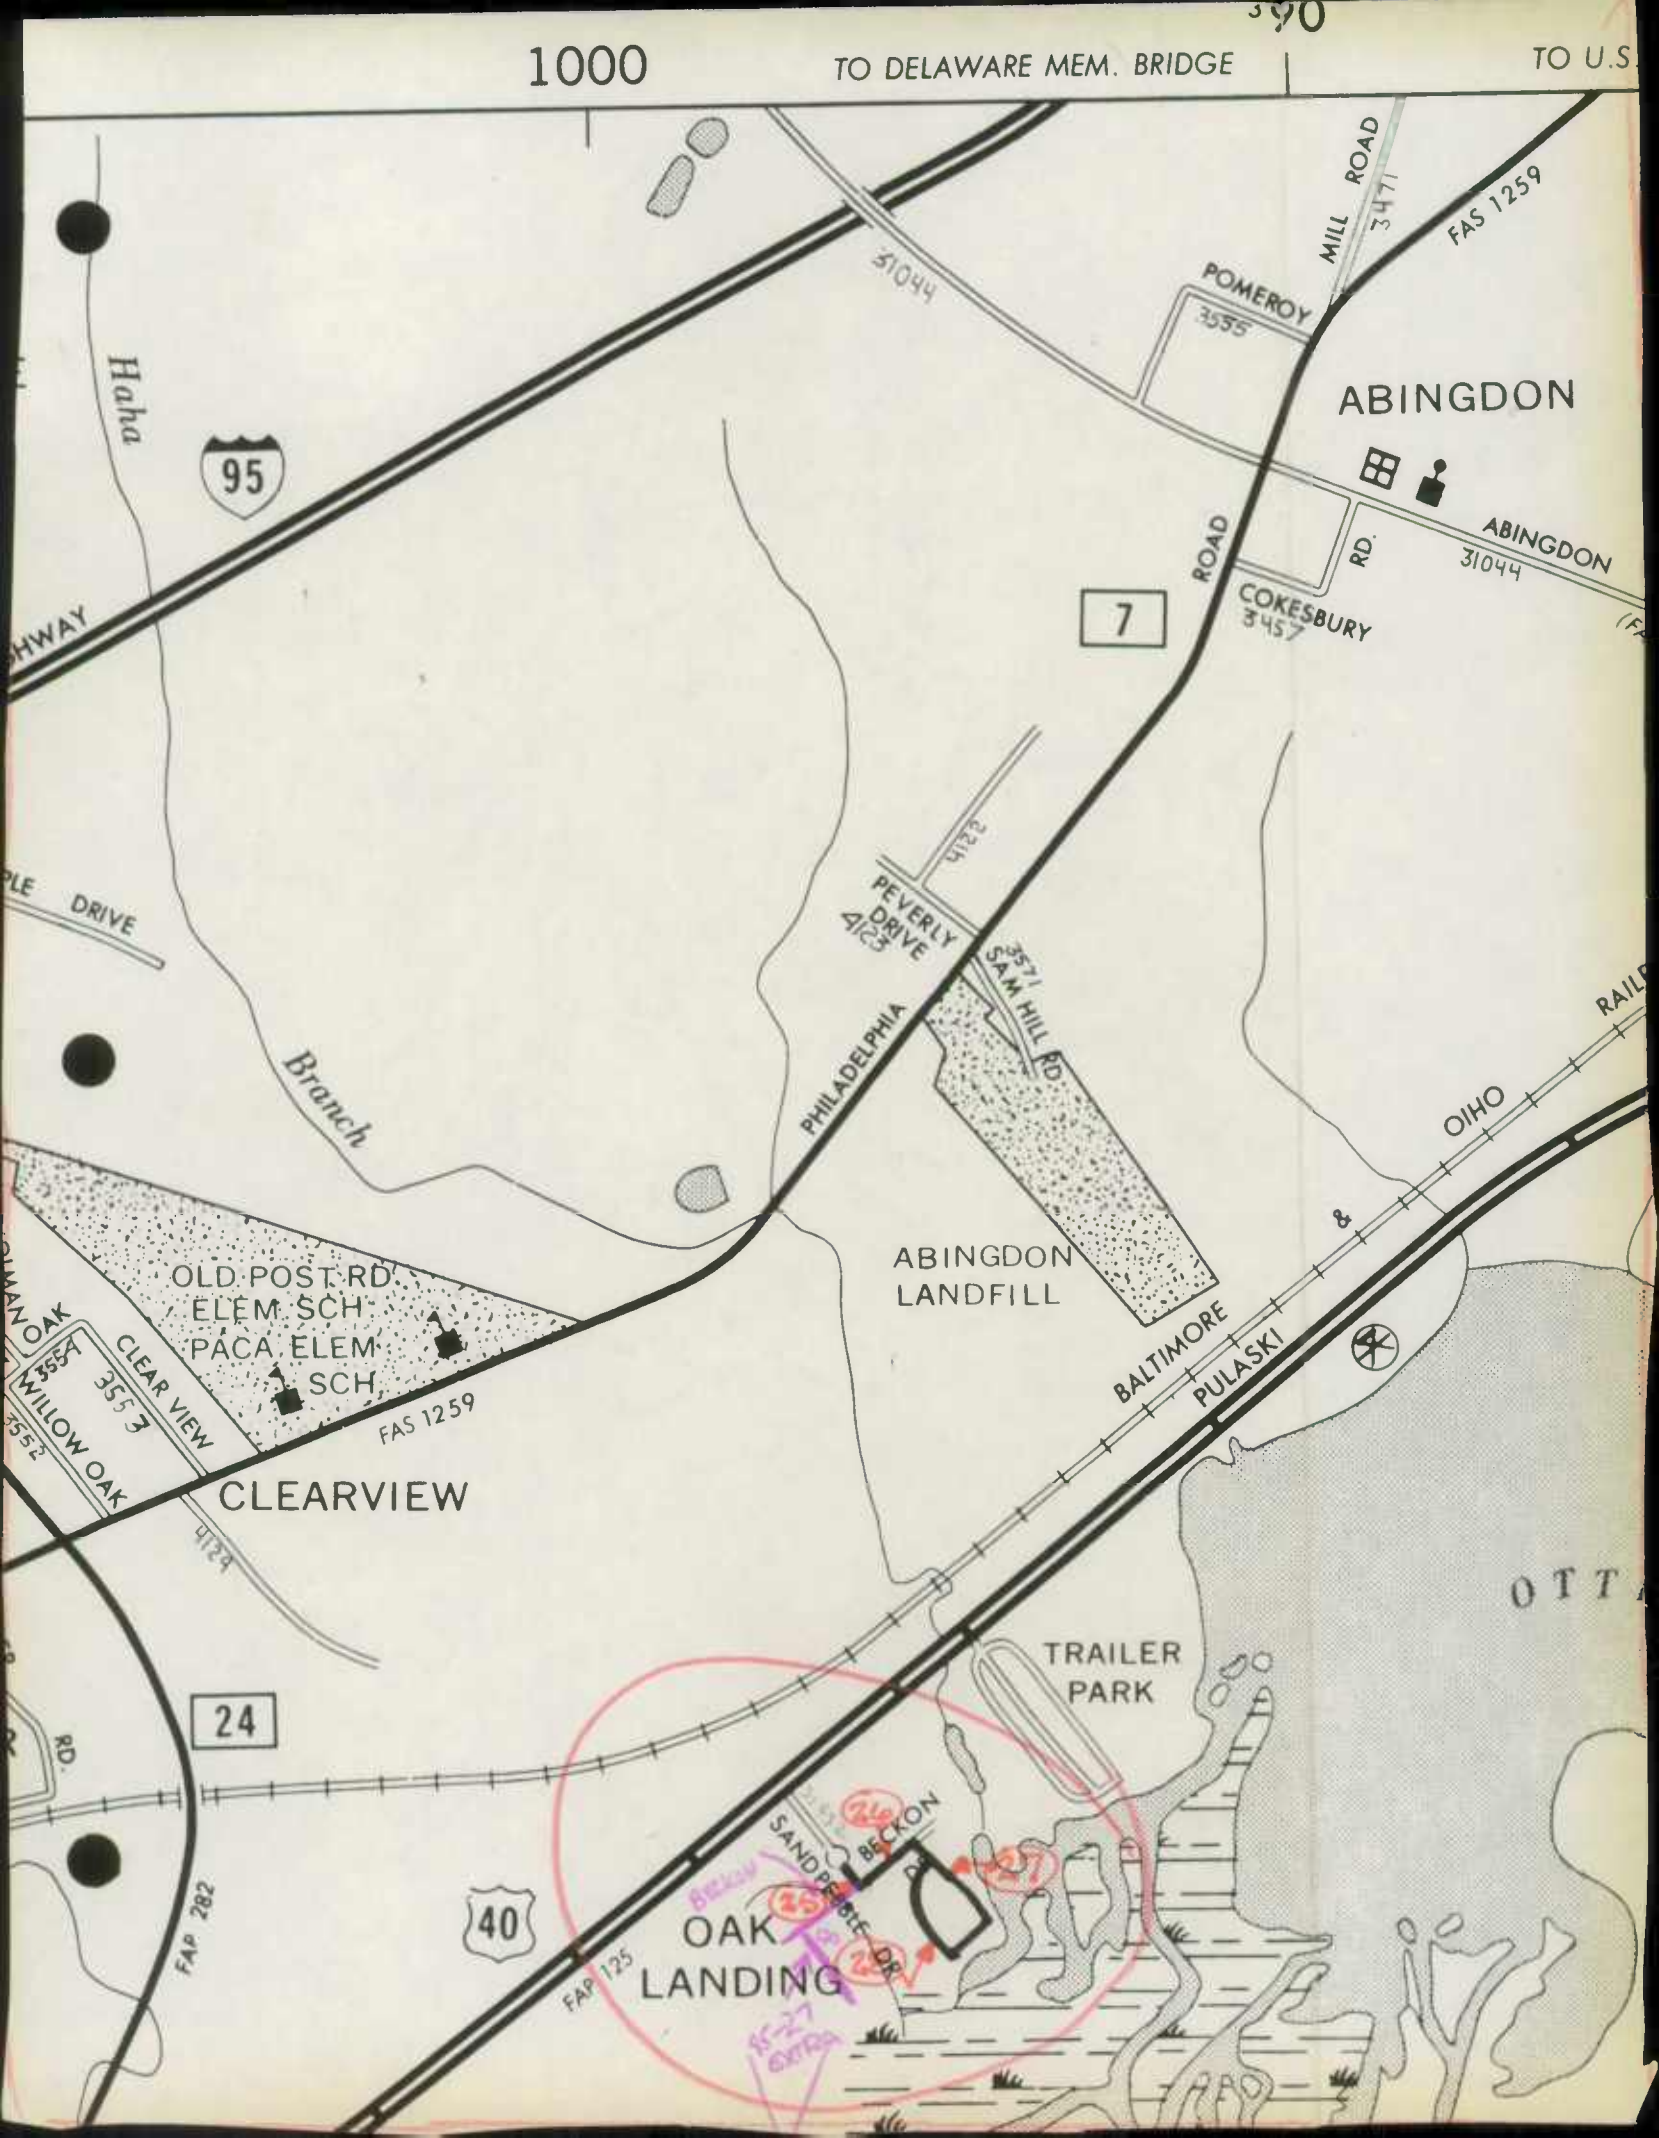 1000
TO DELAWARE MEM. BRIDGE
390
TO U.S.
MILL ROAD
3471
FAS 1259
31044
POMEROY
3555
ABINGDON
Haha
95
ROAD
RD.
ABINGDON
31044
7
COKESBURY
3457
HWAY
4122
PLE DRIVE
PEVERLY
DRIVE
4123
3571
SAM HILL RD
PHILADELPHIA
Branch
OIHO
&
ABINGDON
LANDFILL
OLD POST RD.
ELEM SCH
PACA ELEM
SCH
OAK
3554
CLEAR VIEW
3553
WILLOW OAK
3552
FAS 1259
BALTIMORE
PULASKI
CLEARVIEW
4124
OTT
TRAILER
PARK
24
RD.
26
BECKON
DR
SANDPEBBLE DR
27
BECKON
25
40
OAK
LANDING
FAP 282
FAP 125
85-27
EXTRA